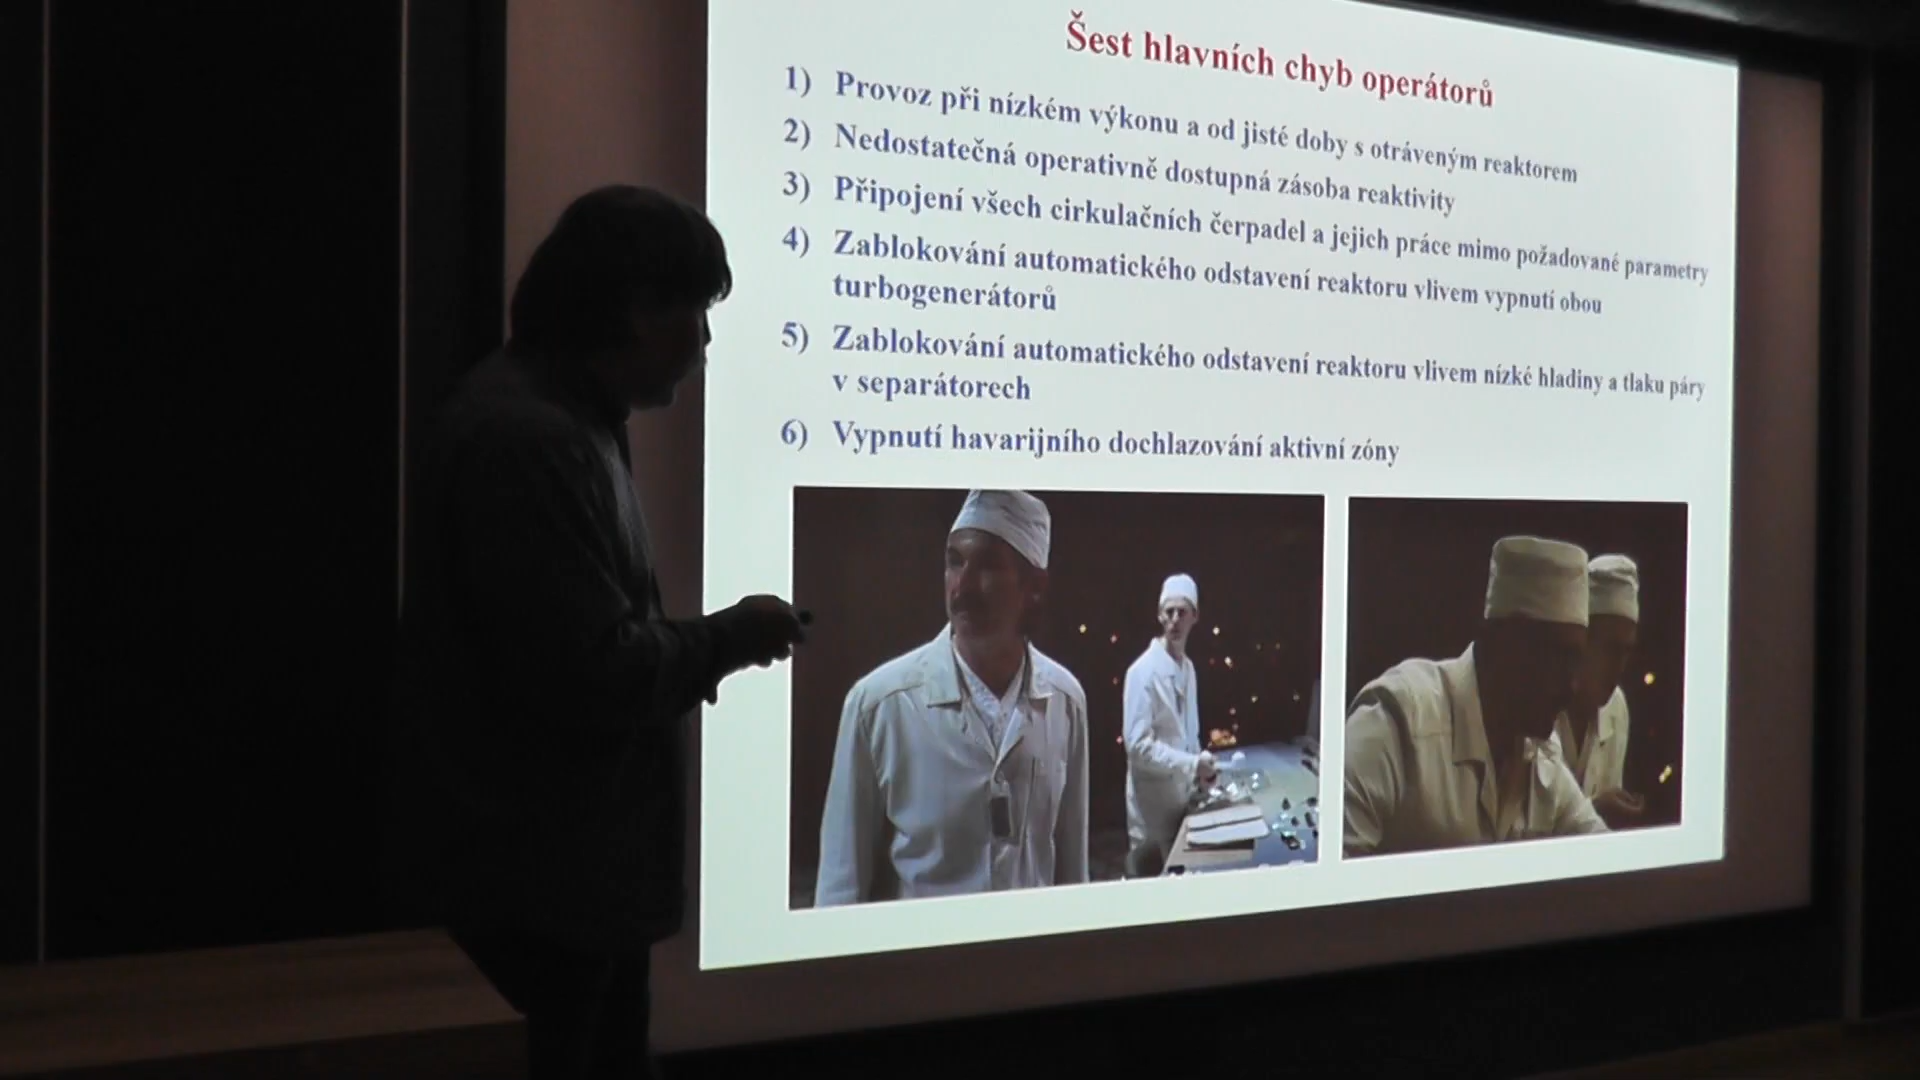 Šest hlavních chyb operátorů
1) Provoz při nízkém výkonu a od jisté doby s otráveným reaktorem
2) Nedostatečná operativně dostupná zásoba reaktivity
3) Připojení všech cirkulačních čerpadel a jejich práce mimo požadované parametry
4) Zablokování automatického odstavení reaktoru vlivem vypnutí obou
turbogenerátorů
5) Zablokování automatického odstavení reaktoru vlivem nízké hladiny a tlaku páry
v separátorech
6) Vypnutí havarijního dochlazování aktivní zóny